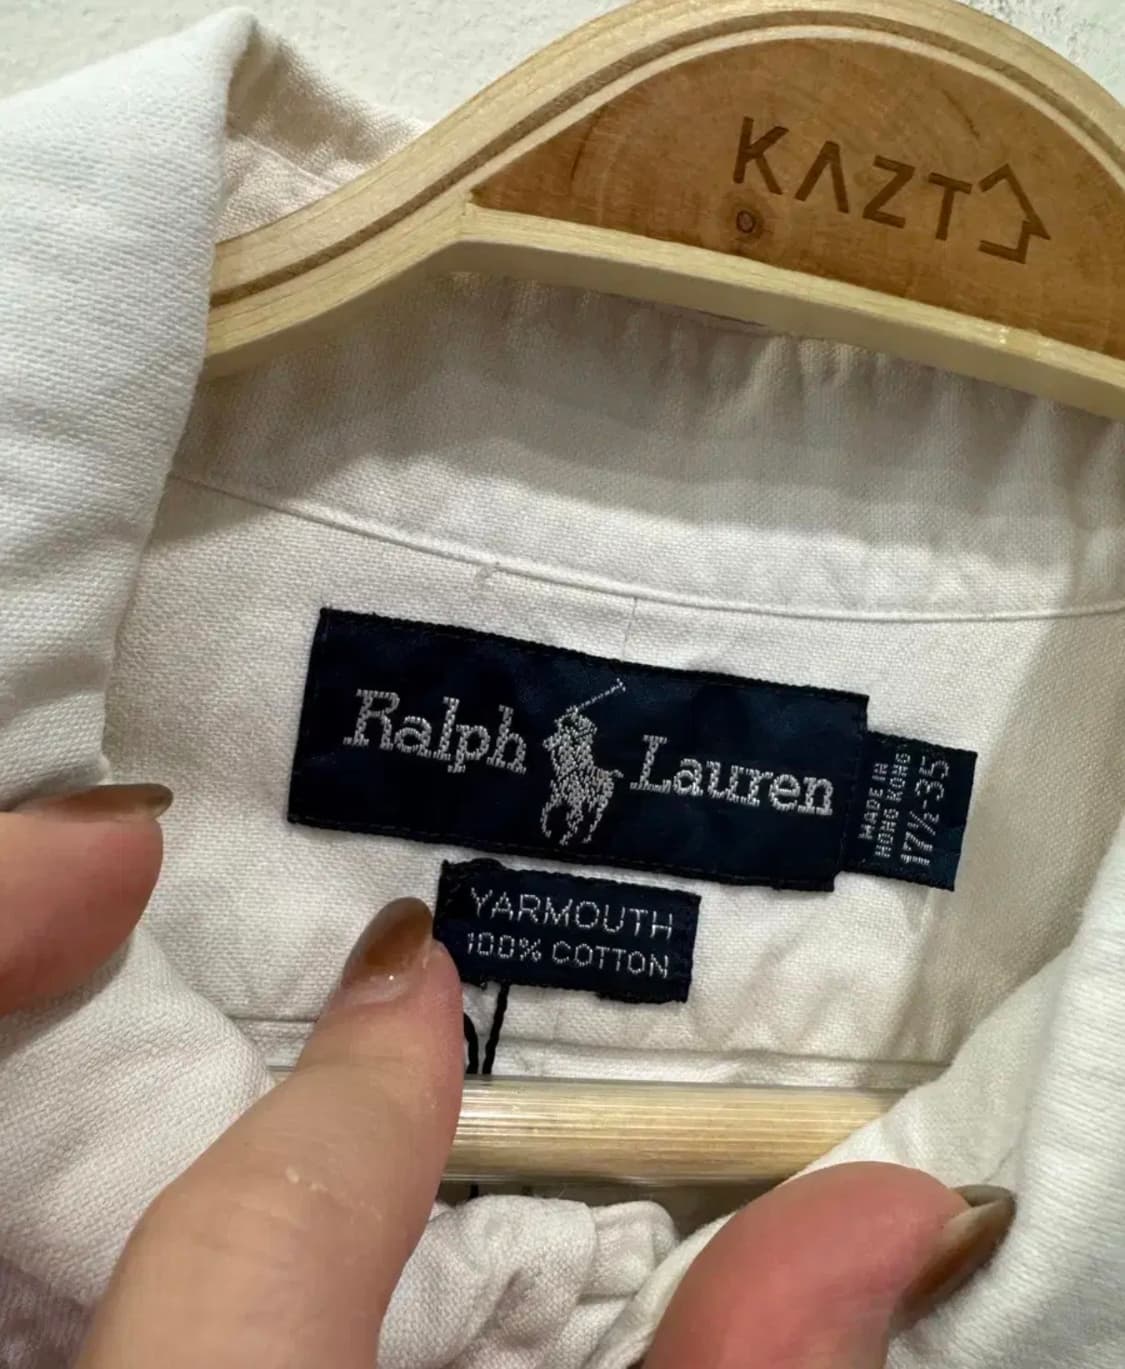 KAZT
Ralph Lauren
MADE IN
HONG KONG
17½-35
YARMOUTH
100% COTTON